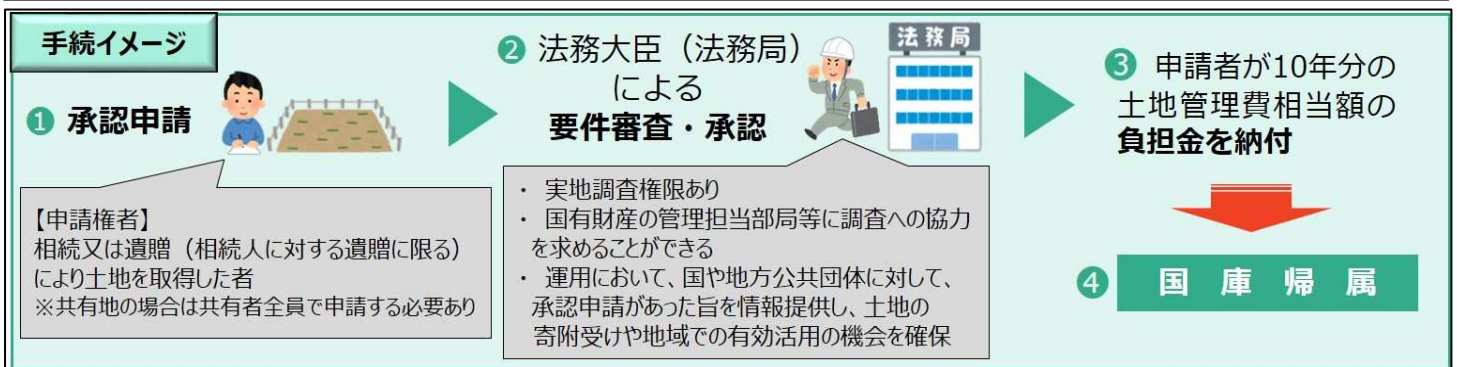 手続イメージ
❶ 承認申請
【申請権者】
相続又は遺贈（相続人に対する遺贈に限る）
により土地を取得した者
※共有地の場合は共有者全員で申請する必要あり
❷ 法務大臣（法務局）
による
要件審査・承認
法務局
・ 実地調査権限あり
・ 国有財産の管理担当部局等に調査への協力
を求めることができる
・ 運用において、国や地方公共団体に対して、
承認申請があった旨を情報提供し、土地の
寄附受けや地域での有効活用の機会を確保
❸ 申請者が10年分の
土地管理費相当額の
負担金を納付
❹ 国庫帰属